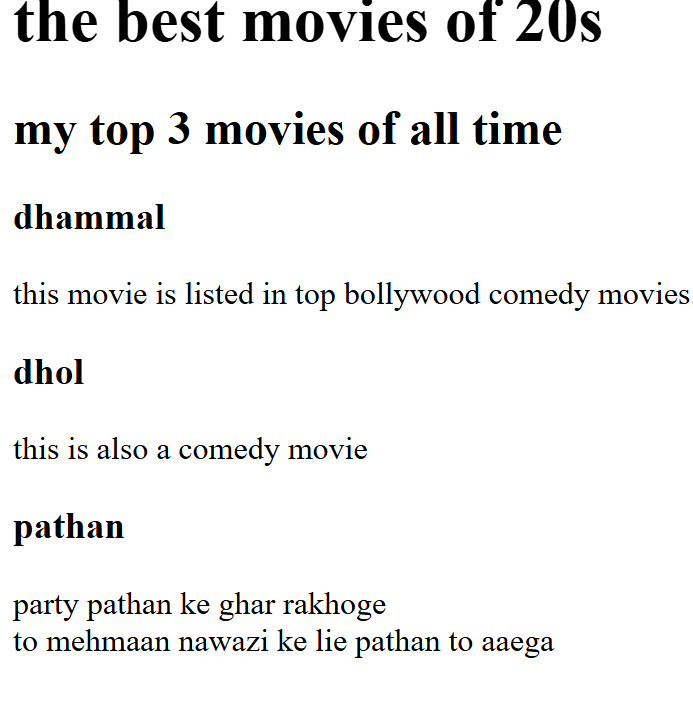 the best movies of 20s
my top 3 movies of all time
dhammal
this movie is listed in top bollywood comedy movies.
dhol
this is also a comedy movie
pathan
party pathan ke ghar rakhoge
to mehmaan nawazi ke lie pathan to aaega